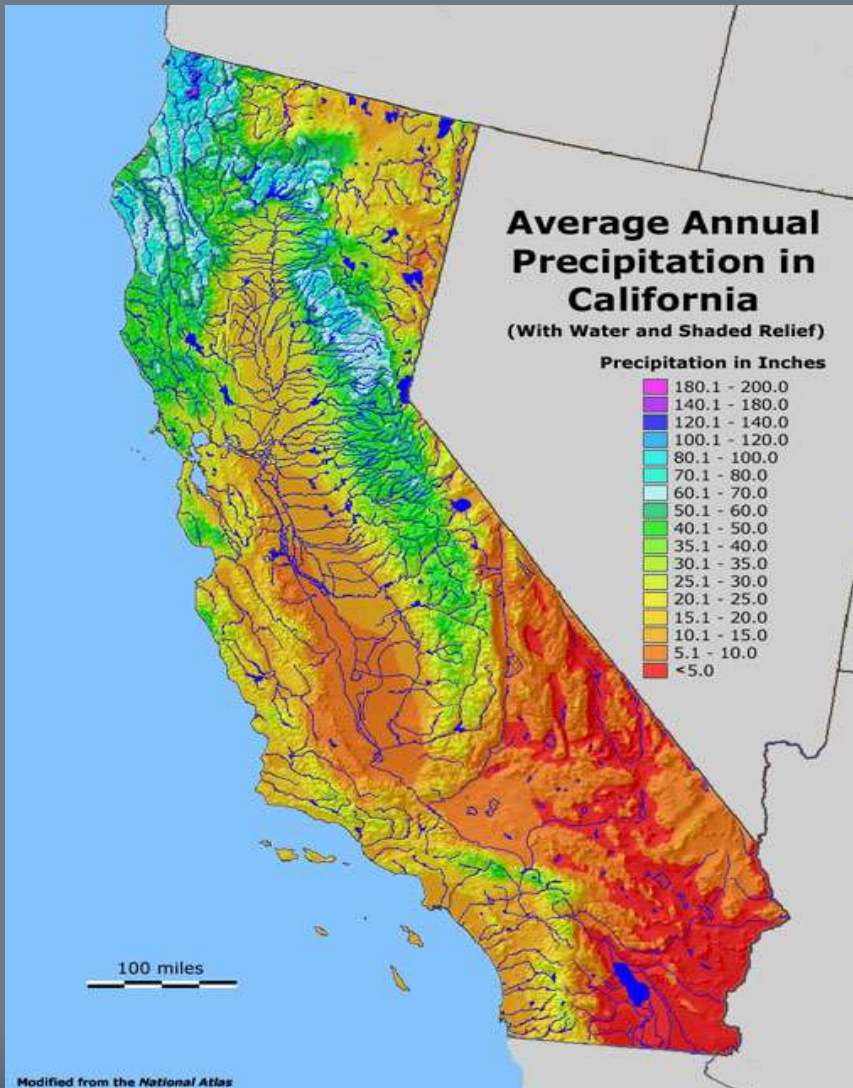 Average Annual
Precipitation in
California
(With Water and Shaded Relief)
Precipitation in Inches
180.1 - 200.0
140.1 - 180.0
120.1 - 140.0
100.1 - 120.0
80.1 - 100.0
70.1 - 80.0
60.1 - 70.0
50.1 - 60.0
40.1 - 50.0
35.1 - 40.0
30.1 - 35.0
25.1 - 30.0
20.1 - 25.0
15.1 - 20.0
10.1 - 15.0
5.1 - 10.0
<5.0
100 miles
Modified from the National Atlas